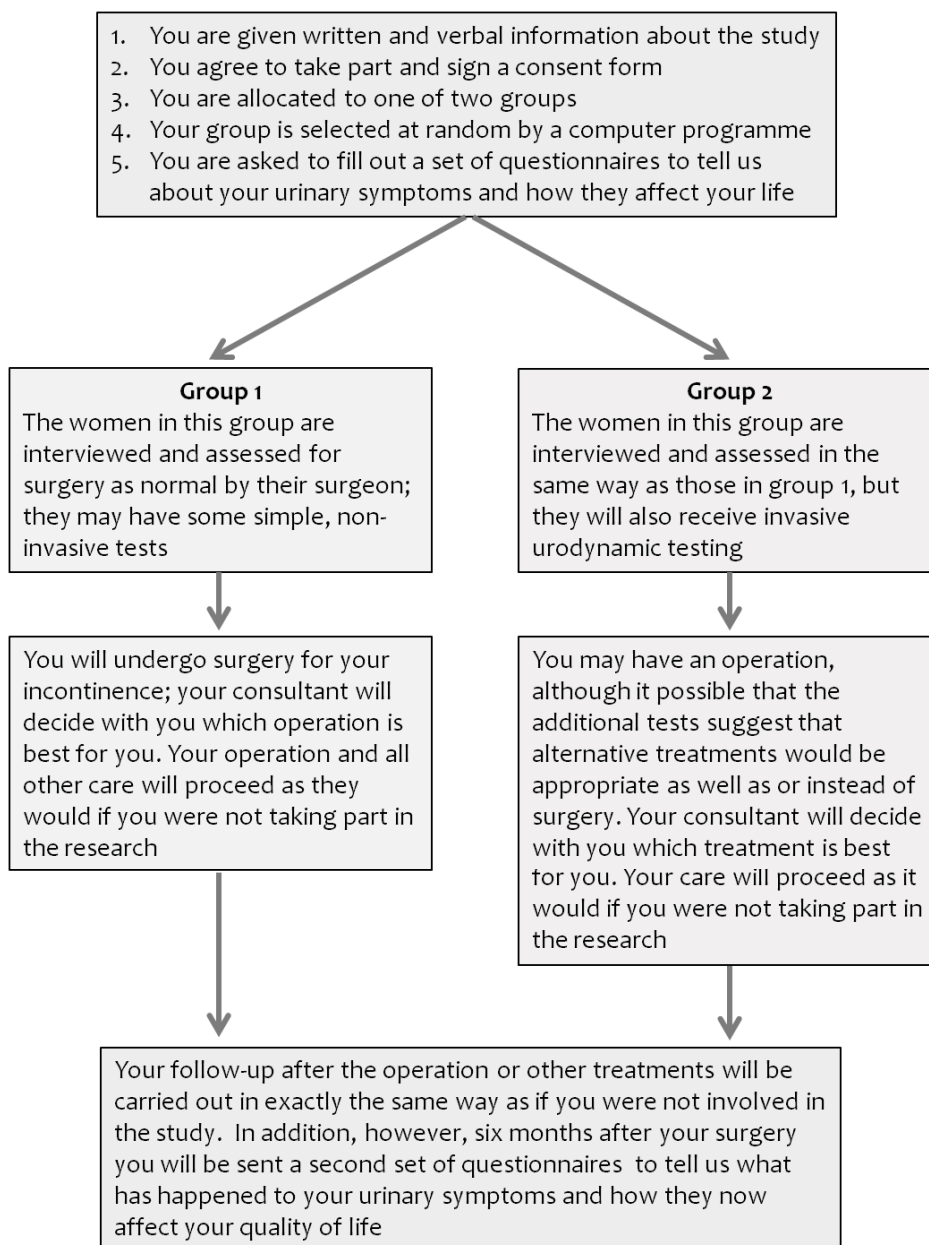 1. You are given written and verbal information about the study
2. You agree to take part and sign a consent form
3. You are allocated to one of two groups
4. Your group is selected at random by a computer programme
5. You are asked to fill out a set of questionnaires to tell us
about your urinary symptoms and how they affect your life
Group 1
The women in this group are
interviewed and assessed for
surgery as normal by their surgeon;
they may have some simple, non-
invasive tests
Group 2
The women in this group are
interviewed and assessed in the
same way as those in group 1, but
they will also receive invasive
urodynamic testing
You will undergo surgery for your
incontinence; your consultant will
decide with you which operation is
best for you. Your operation and all
other care will proceed as they
would if you were not taking part in
the research
You may have an operation,
although it possible that the
additional tests suggest that
alternative treatments would be
appropriate as well as or instead of
surgery. Your consultant will decide
with you which treatment is best
for you. Your care will proceed as it
would if you were not taking part in
the research
Your follow-up after the operation or other treatments will be
carried out in exactly the same way as if you were not involved in
the study. In addition, however, six months after your surgery
you will be sent a second set of questionnaires to tell us what
has happened to your urinary symptoms and how they now
affect your quality of life